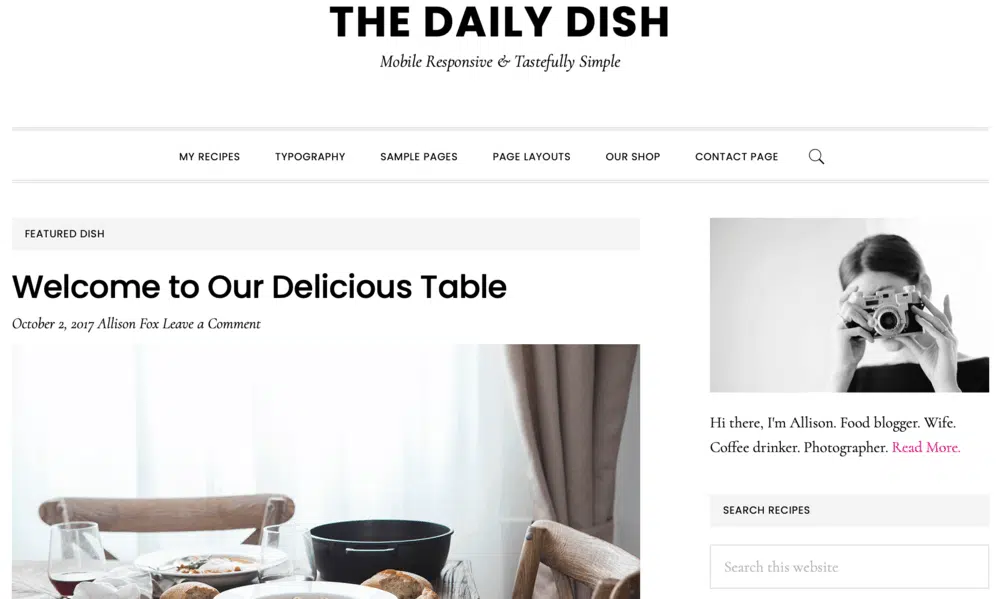 THE DAILY DISH
Mobile Responsive & Tastefully Simple
MY RECIPES TYPOGRAPHY SAMPLE PAGES PAGE LAYOUTS OUR SHOP CONTACT PAGE
FEATURED DISH
Welcome to Our Delicious Table
October 2, 2017 Allison Fox Leave a Comment
Hi there, I'm Allison. Food blogger. Wife.
Coffee drinker. Photographer. Read More.
SEARCH RECIPES
Search this website